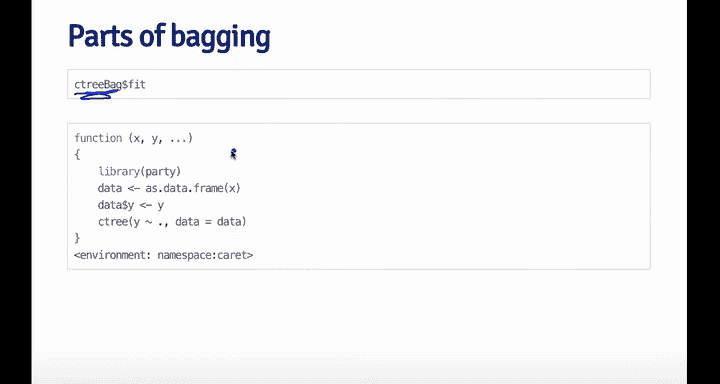 Parts of bagging
ctreeBag$fit
function (x, y, ...)
{
    library(party)
    data <- as.data.frame(x)
    data$y <- y
    ctree(y ~ ., data = data)
}
<environment: namespace:caret>